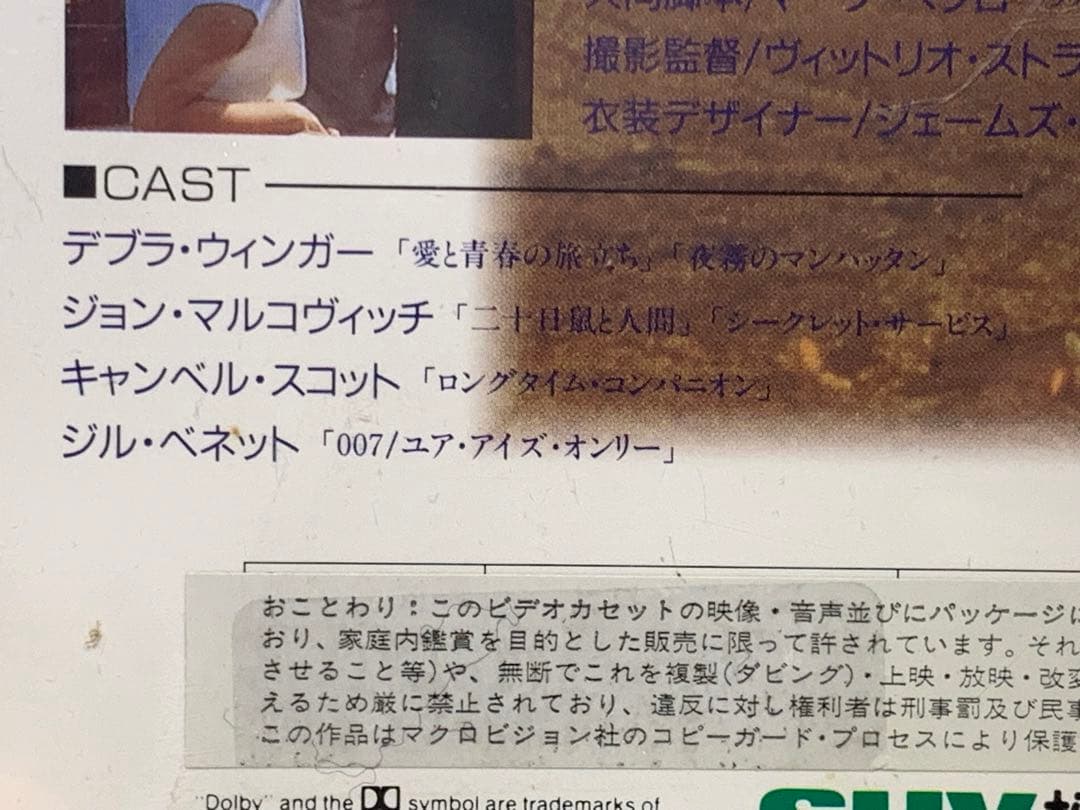 撮影監督/ヴィットリオ・ストラ
衣装デザイナー/ジェームズ・
■CAST
デブラ・ウィンガー「愛と青春の旅立ち」「夜霧のマンハッタン」
ジョン・マルコヴィッチ「二十日鼠と人間」「シークレット・サービス」
キャンベル・スコット「ロングタイム・コンパニオン」
ジル・ベネット「007/ユア・アイズ・オンリー」
おことわり：このビデオカセットの映像・音声並びにパッケージに
おり、家庭内鑑賞を目的とした販売に限って許されています。それ
させること等)や、無断でこれを複製(ダビング)・上映・放映・改変
えるため厳に禁止されており、違反に対し権利者は刑事罰及び民事
この作品はマクロビジョン社のコピーガード・プロセスにより保護
"Dolby" and the symbol are trademarks of